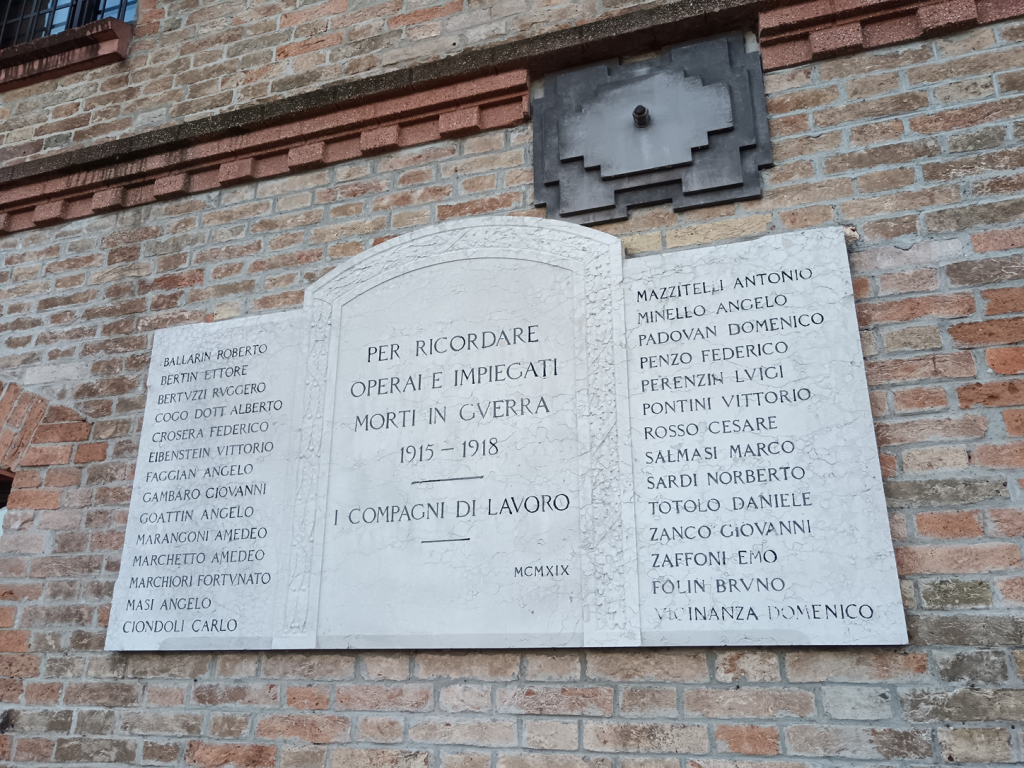 BALLARIN ROBERTO
BERTIN ETTORE
BERTVZZI RVGGERO
COGO DOTT. ALBERTO
CROSERA FEDERICO
EIBENSTEIN VITTORIO
FAGGIAN ANGELO
GAMBARO GIOVANNI
GOATTIN ANGELO
MARANGONI AMEDEO
MARCHETTO AMEDEO
MARCHIORI FORTVNATO
MASI ANGELO
CIONDOLI CARLO
PER RICORDARE
OPERAI E IMPIEGATI
MORTI IN GVERRA
1915 – 1918
I COMPAGNI DI LAVORO
MCMXIX
MAZZITELLI ANTONIO
MINELLO ANGELO
PADOVAN DOMENICO
PENZO FEDERICO
PERENZIN LVIGI
PONTINI VITTORIO
ROSSO CESARE
SALMASI MARCO
SARDI NORBERTO
TOTOLO DANIELE
ZANCO GIOVANNI
ZAFFONI EMO
FOLIN BRVNO
VICINANZA DOMENICO